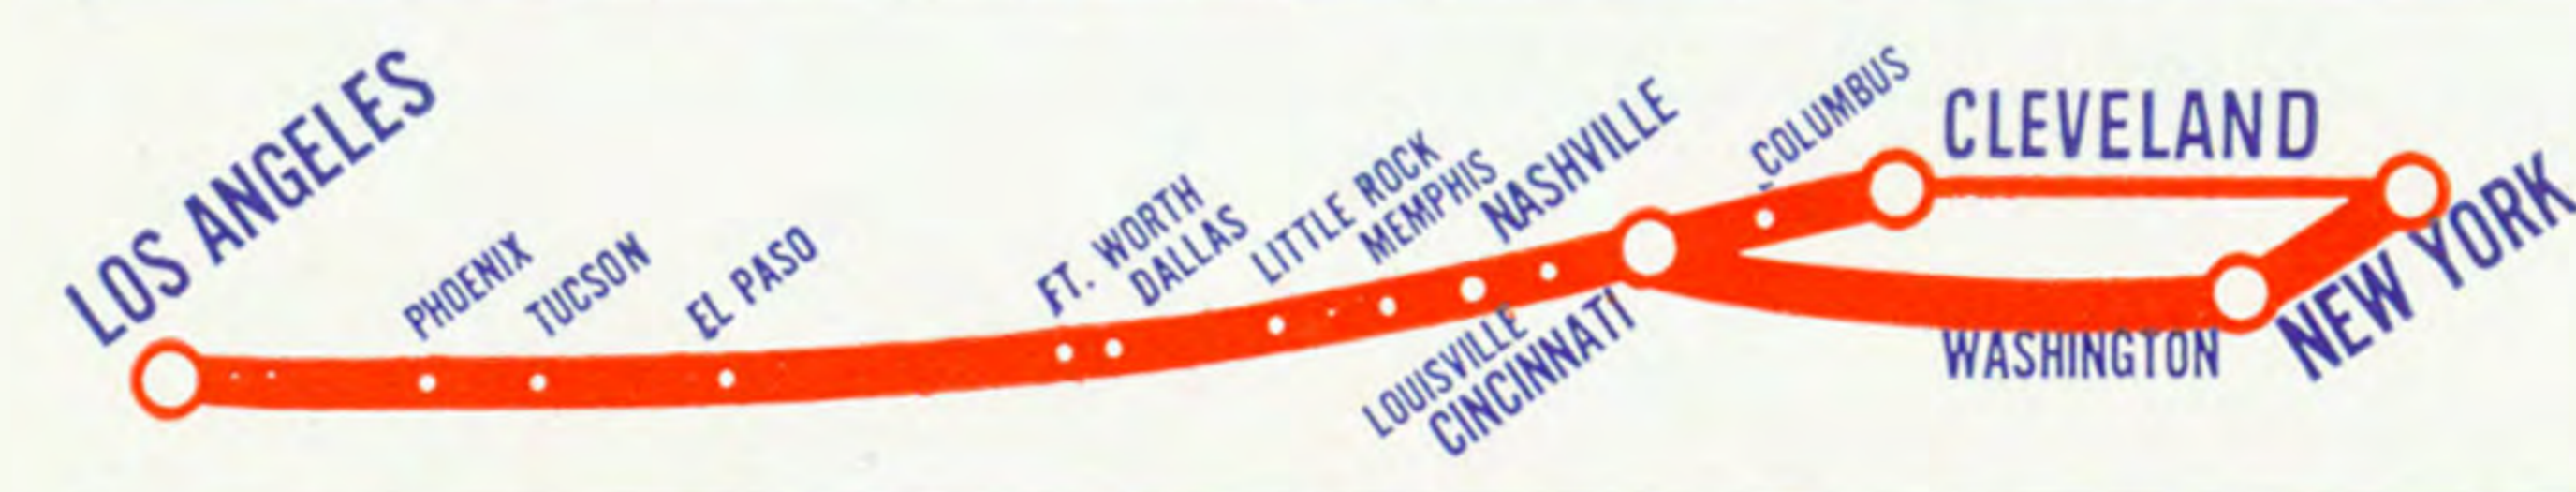 LOS ANGELES
PHOENIX
TUCSON
EL PASO
FT. WORTH
DALLAS
LITTLE ROCK
MEMPHIS
NASHVILLE
LOUISVILLE
CINCINNATI
COLUMBUS
CLEVELAND
WASHINGTON
NEW YORK